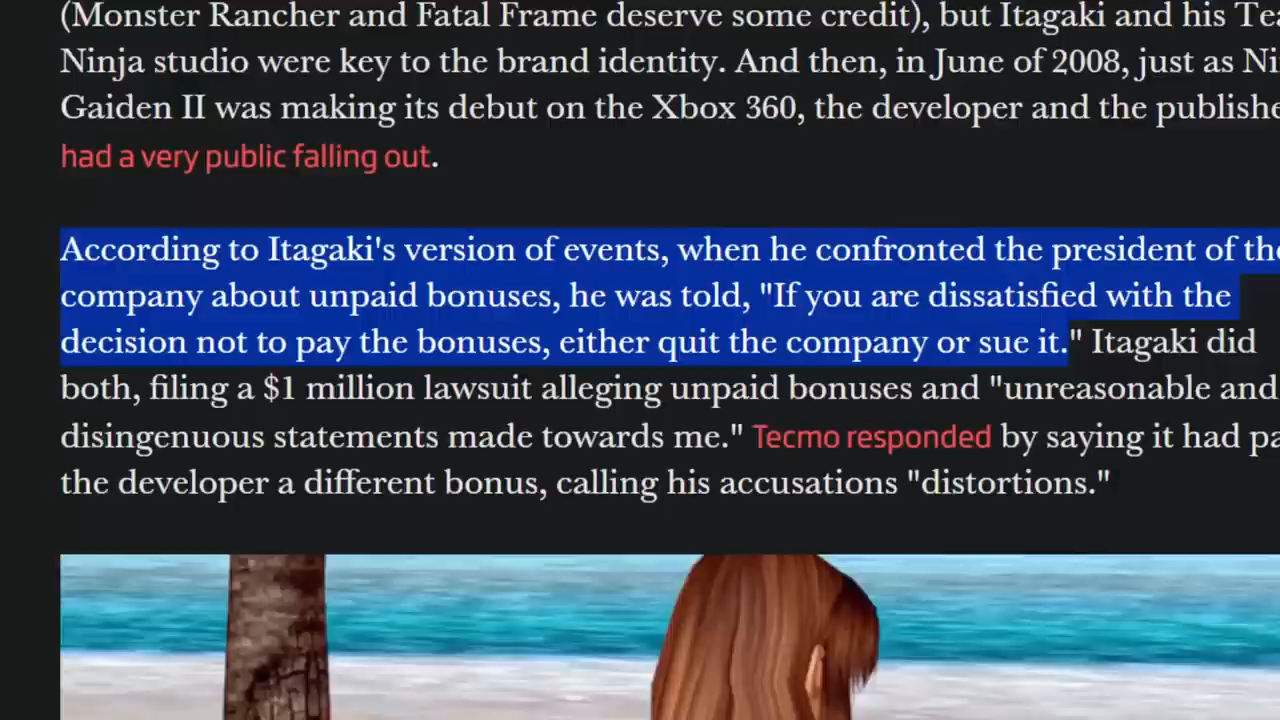 (Monster Rancher and Fatal Frame deserve some credit), but Itagaki and his Tea
Ninja studio were key to the brand identity. And then, in June of 2008, just as Ni
Gaiden II was making its debut on the Xbox 360, the developer and the publishe
had a very public falling out.
According to Itagaki's version of events, when he confronted the president of the
company about unpaid bonuses, he was told, "If you are dissatisfied with the
decision not to pay the bonuses, either quit the company or sue it." Itagaki did
both, filing a $1 million lawsuit alleging unpaid bonuses and "unreasonable and
disingenuous statements made towards me." Tecmo responded by saying it had pa
the developer a different bonus, calling his accusations "distortions."